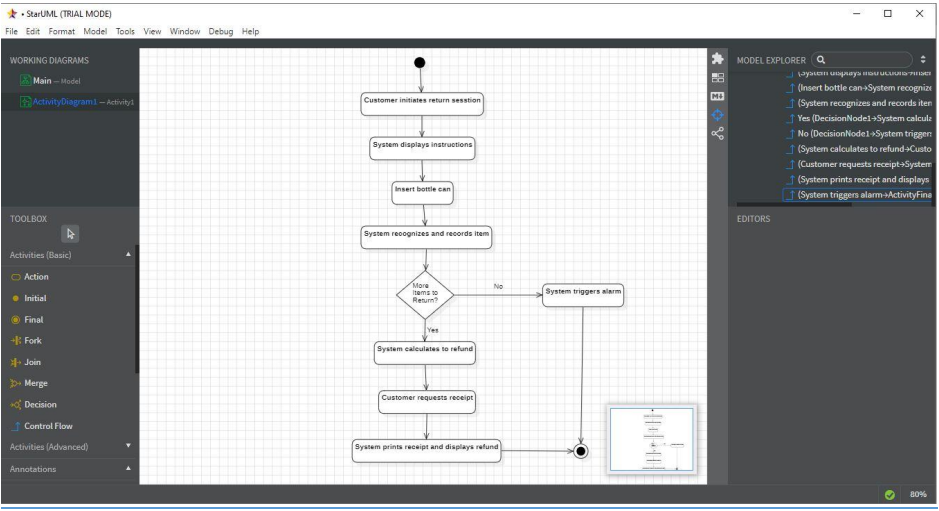 • StarUML (TRIAL MODE)
File Edit Format Model Tools View Window Debug Help
WORKING DIAGRAMS
Main — Model
ActivityDiagram1 — Activity1
TOOLBOX
Activities (Basic)
Action
Initial
Final
Fork
Join
Merge
Decision
Control Flow
Activities (Advanced)
Annotations
Customer initiates return session
System displays instructions
Insert bottle can
System recognizes and records item
More
Items to
Return?
No
System triggers alarm
Yes
System calculates to refund
Customer requests receipt
System prints receipt and displays refund
M↓
MODEL EXPLORER
(System displays instructions→Inser
(Insert bottle can→System recognize
(System recognizes and records iten
Yes (DecisionNode1→System calcula
No (DecisionNode1→System trigger:
(System calculates to refund→Custo
(Customer requests receipt→System
(System prints receipt and displays
(System triggers alarm→ActivityFina
EDITORS
80%